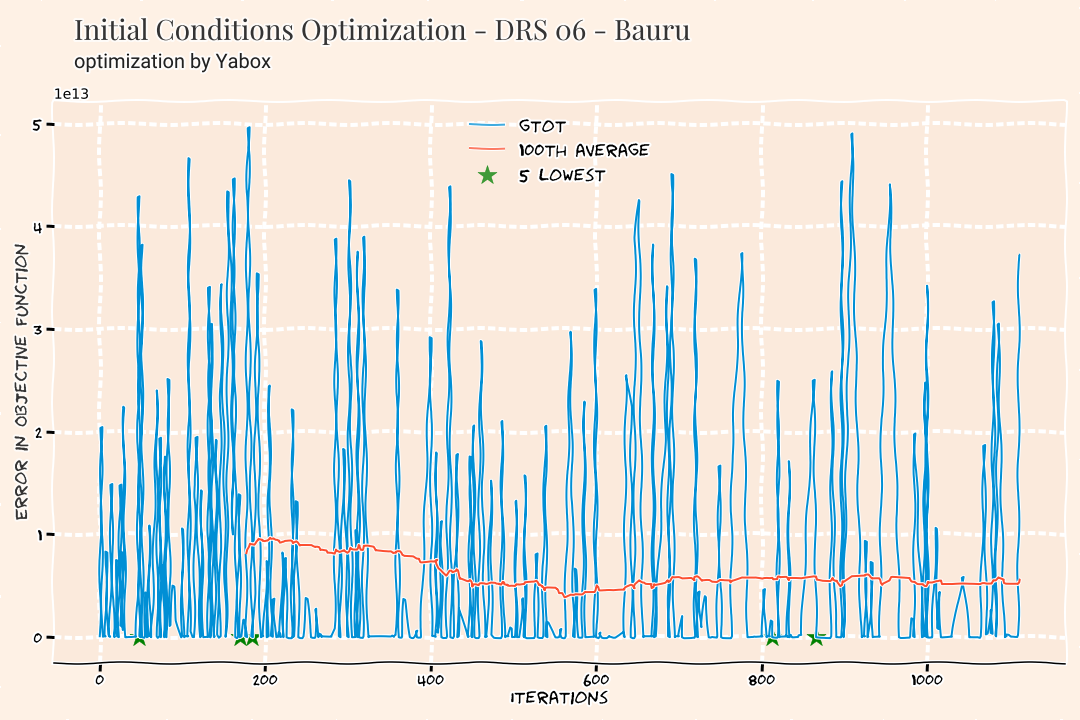 Initial Conditions Optimization - DRS 06 - Bauru
optimization by Yabox
1e13
5
4
3
2
1
0
ERROR IN OBJECTIVE FUNCTION
GTOT
100TH AVERAGE
5 LOWEST
0 200 400 600 800 1000
ITERATIONS